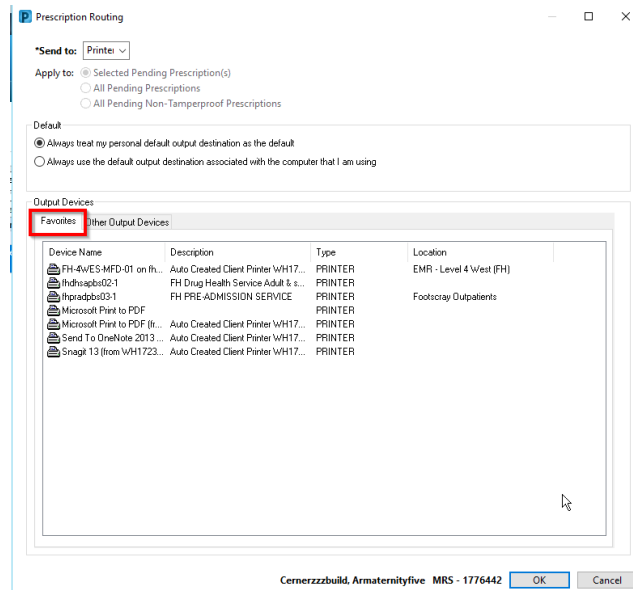 Prescription Routing
*Send to: Printer
Apply to: Selected Pending Prescription(s)
All Pending Prescriptions
All Pending Non-Tamperproof Prescriptions
Default
Always treat my personal default output destination as the default
Always use the default output destination associated with the computer that I am using
Output Devices
Favorites Other Output Devices
Device Name Description Type Location
FH-4WES-MFD-01 on fh... Auto Created Client Printer WH17... PRINTER EMR - Level 4 West (FH)
fhdhsapbs02-1 FH Drug Health Service Adult & s... PRINTER
fhpradpbs03-1 FH PRE-ADMISSION SERVICE PRINTER Footscray Outpatients
Microsoft Print to PDF PRINTER
Microsoft Print to PDF (fr... Auto Created Client Printer WH17... PRINTER
Send To OneNote 2013 ... Auto Created Client Printer WH17... PRINTER
Snagit 13 (from WH1723... Auto Created Client Printer WH17... PRINTER
Cernerzzzbuild, Armaternityfive MRS - 1776442 OK Cancel